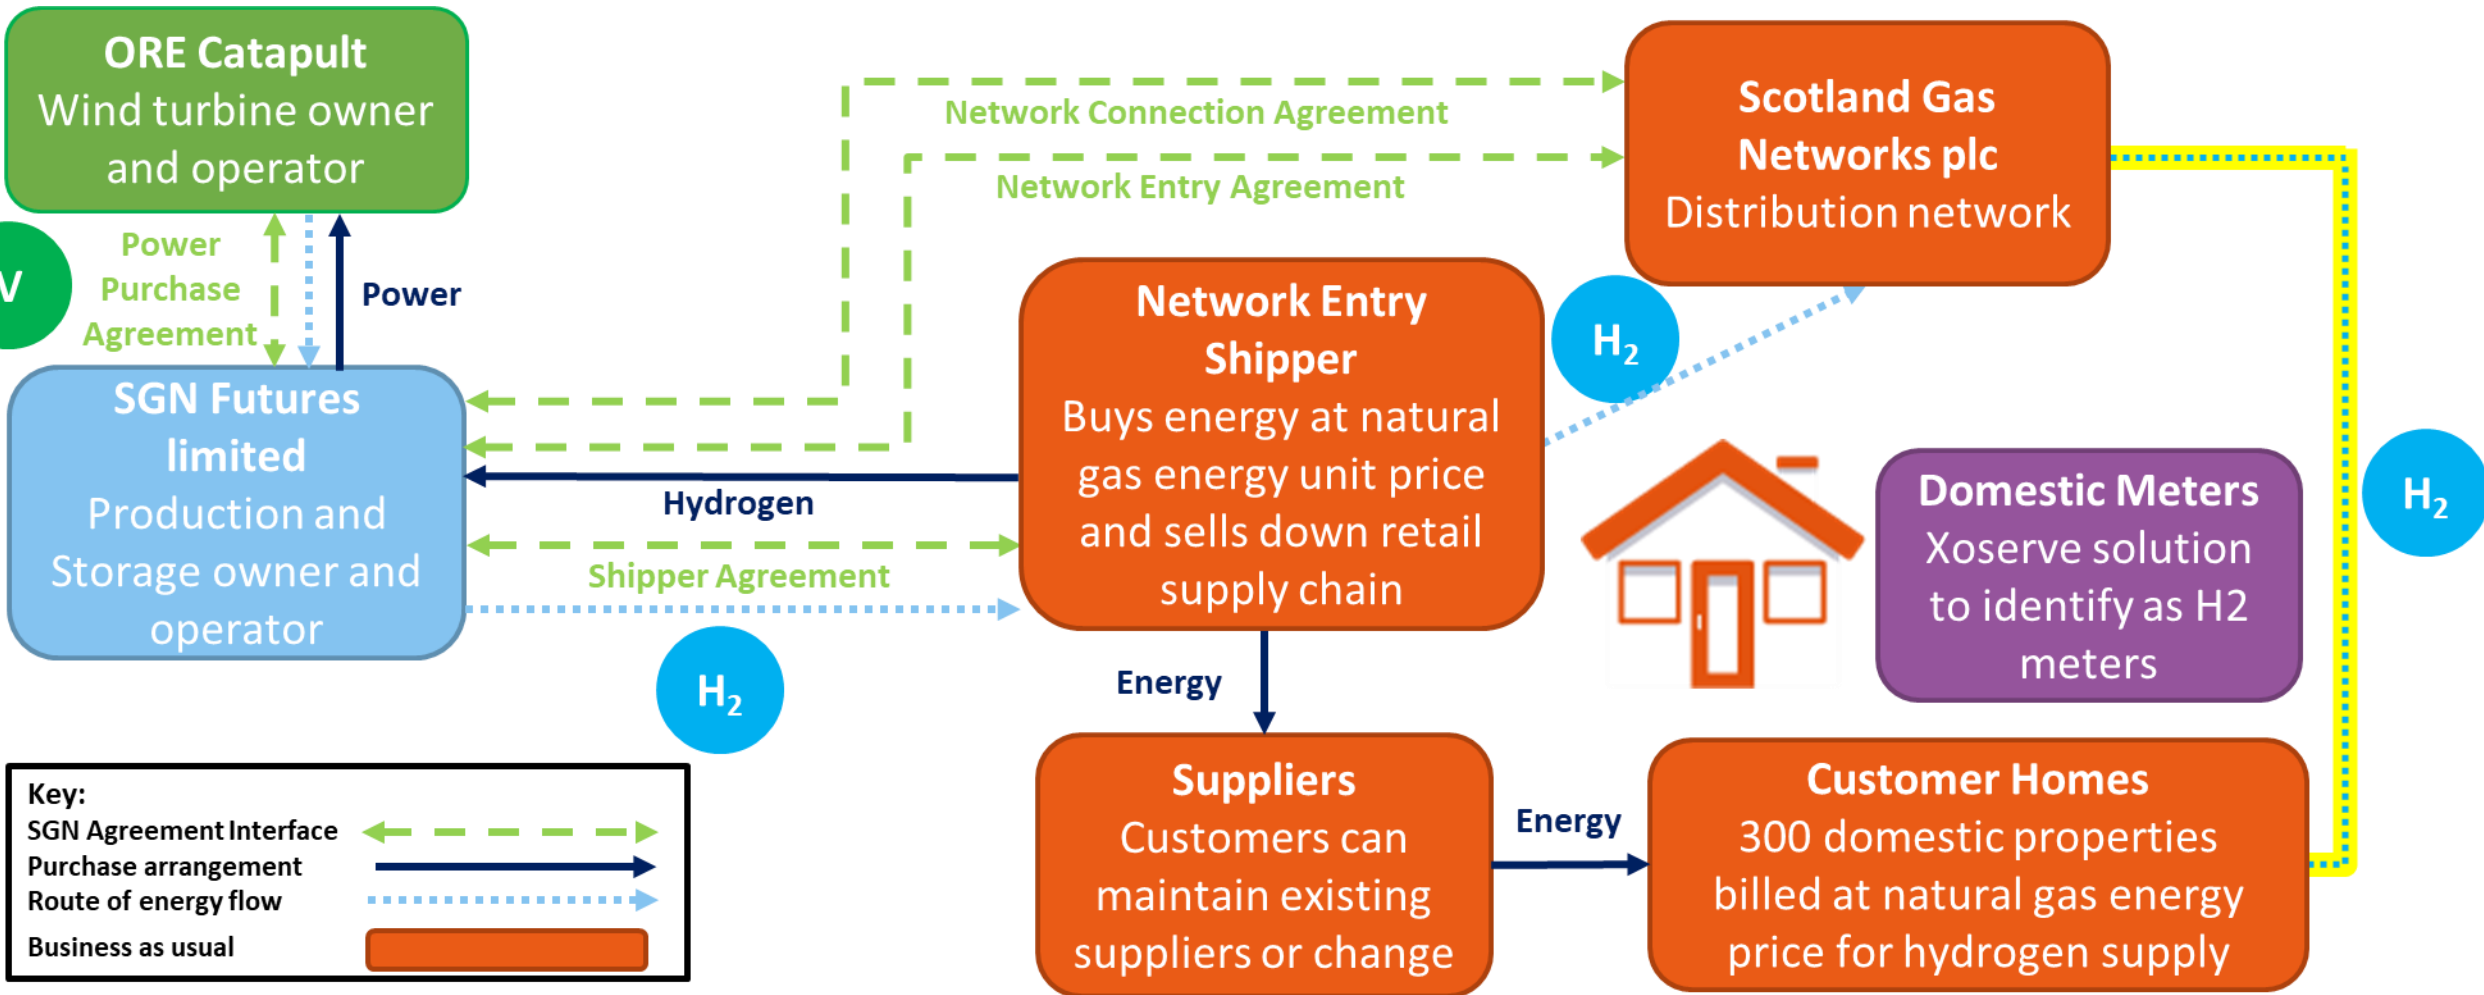 ORE Catapult
Wind turbine owner
and operator
V
Power
Purchase
Agreement
Power
SGN Futures
limited
Production and
Storage owner and
operator
Network Connection Agreement
Network Entry Agreement
Hydrogen
Shipper Agreement
H₂
Network Entry
Shipper
Buys energy at natural
gas energy unit price
and sells down retail
supply chain
H₂
Scotland Gas
Networks plc
Distribution network
Domestic Meters
Xoserve solution
to identify as H2
meters
H₂
Energy
Suppliers
Customers can
maintain existing
suppliers or change
Energy
Customer Homes
300 domestic properties
billed at natural gas energy
price for hydrogen supply
Key:
SGN Agreement Interface
Purchase arrangement
Route of energy flow
Business as usual